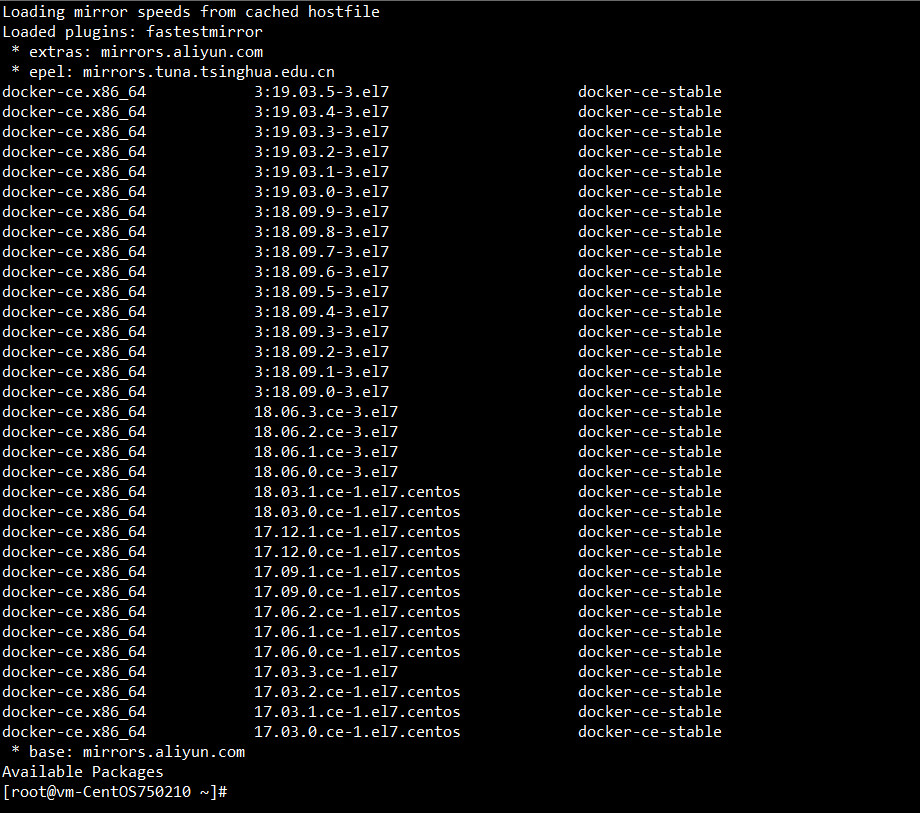 Loading mirror speeds from cached hostfile
Loaded plugins: fastestmirror
 * extras: mirrors.aliyun.com
 * epel: mirrors.tuna.tsinghua.edu.cn
docker-ce.x86_64            3:19.03.5-3.el7                     docker-ce-stable
docker-ce.x86_64            3:19.03.4-3.el7                     docker-ce-stable
docker-ce.x86_64            3:19.03.3-3.el7                     docker-ce-stable
docker-ce.x86_64            3:19.03.2-3.el7                     docker-ce-stable
docker-ce.x86_64            3:19.03.1-3.el7                     docker-ce-stable
docker-ce.x86_64            3:19.03.0-3.el7                     docker-ce-stable
docker-ce.x86_64            3:18.09.9-3.el7                     docker-ce-stable
docker-ce.x86_64            3:18.09.8-3.el7                     docker-ce-stable
docker-ce.x86_64            3:18.09.7-3.el7                     docker-ce-stable
docker-ce.x86_64            3:18.09.6-3.el7                     docker-ce-stable
docker-ce.x86_64            3:18.09.5-3.el7                     docker-ce-stable
docker-ce.x86_64            3:18.09.4-3.el7                     docker-ce-stable
docker-ce.x86_64            3:18.09.3-3.el7                     docker-ce-stable
docker-ce.x86_64            3:18.09.2-3.el7                     docker-ce-stable
docker-ce.x86_64            3:18.09.1-3.el7                     docker-ce-stable
docker-ce.x86_64            3:18.09.0-3.el7                     docker-ce-stable
docker-ce.x86_64            18.06.3.ce-3.el7                    docker-ce-stable
docker-ce.x86_64            18.06.2.ce-3.el7                    docker-ce-stable
docker-ce.x86_64            18.06.1.ce-3.el7                    docker-ce-stable
docker-ce.x86_64            18.06.0.ce-3.el7                    docker-ce-stable
docker-ce.x86_64            18.03.1.ce-1.el7.centos             docker-ce-stable
docker-ce.x86_64            18.03.0.ce-1.el7.centos             docker-ce-stable
docker-ce.x86_64            17.12.1.ce-1.el7.centos             docker-ce-stable
docker-ce.x86_64            17.12.0.ce-1.el7.centos             docker-ce-stable
docker-ce.x86_64            17.09.1.ce-1.el7.centos             docker-ce-stable
docker-ce.x86_64            17.09.0.ce-1.el7.centos             docker-ce-stable
docker-ce.x86_64            17.06.2.ce-1.el7.centos             docker-ce-stable
docker-ce.x86_64            17.06.1.ce-1.el7.centos             docker-ce-stable
docker-ce.x86_64            17.06.0.ce-1.el7.centos             docker-ce-stable
docker-ce.x86_64            17.03.3.ce-1.el7                    docker-ce-stable
docker-ce.x86_64            17.03.2.ce-1.el7.centos             docker-ce-stable
docker-ce.x86_64            17.03.1.ce-1.el7.centos             docker-ce-stable
docker-ce.x86_64            17.03.0.ce-1.el7.centos             docker-ce-stable
 * base: mirrors.aliyun.com
Available Packages
[root@vm-CentOS750210 ~]#